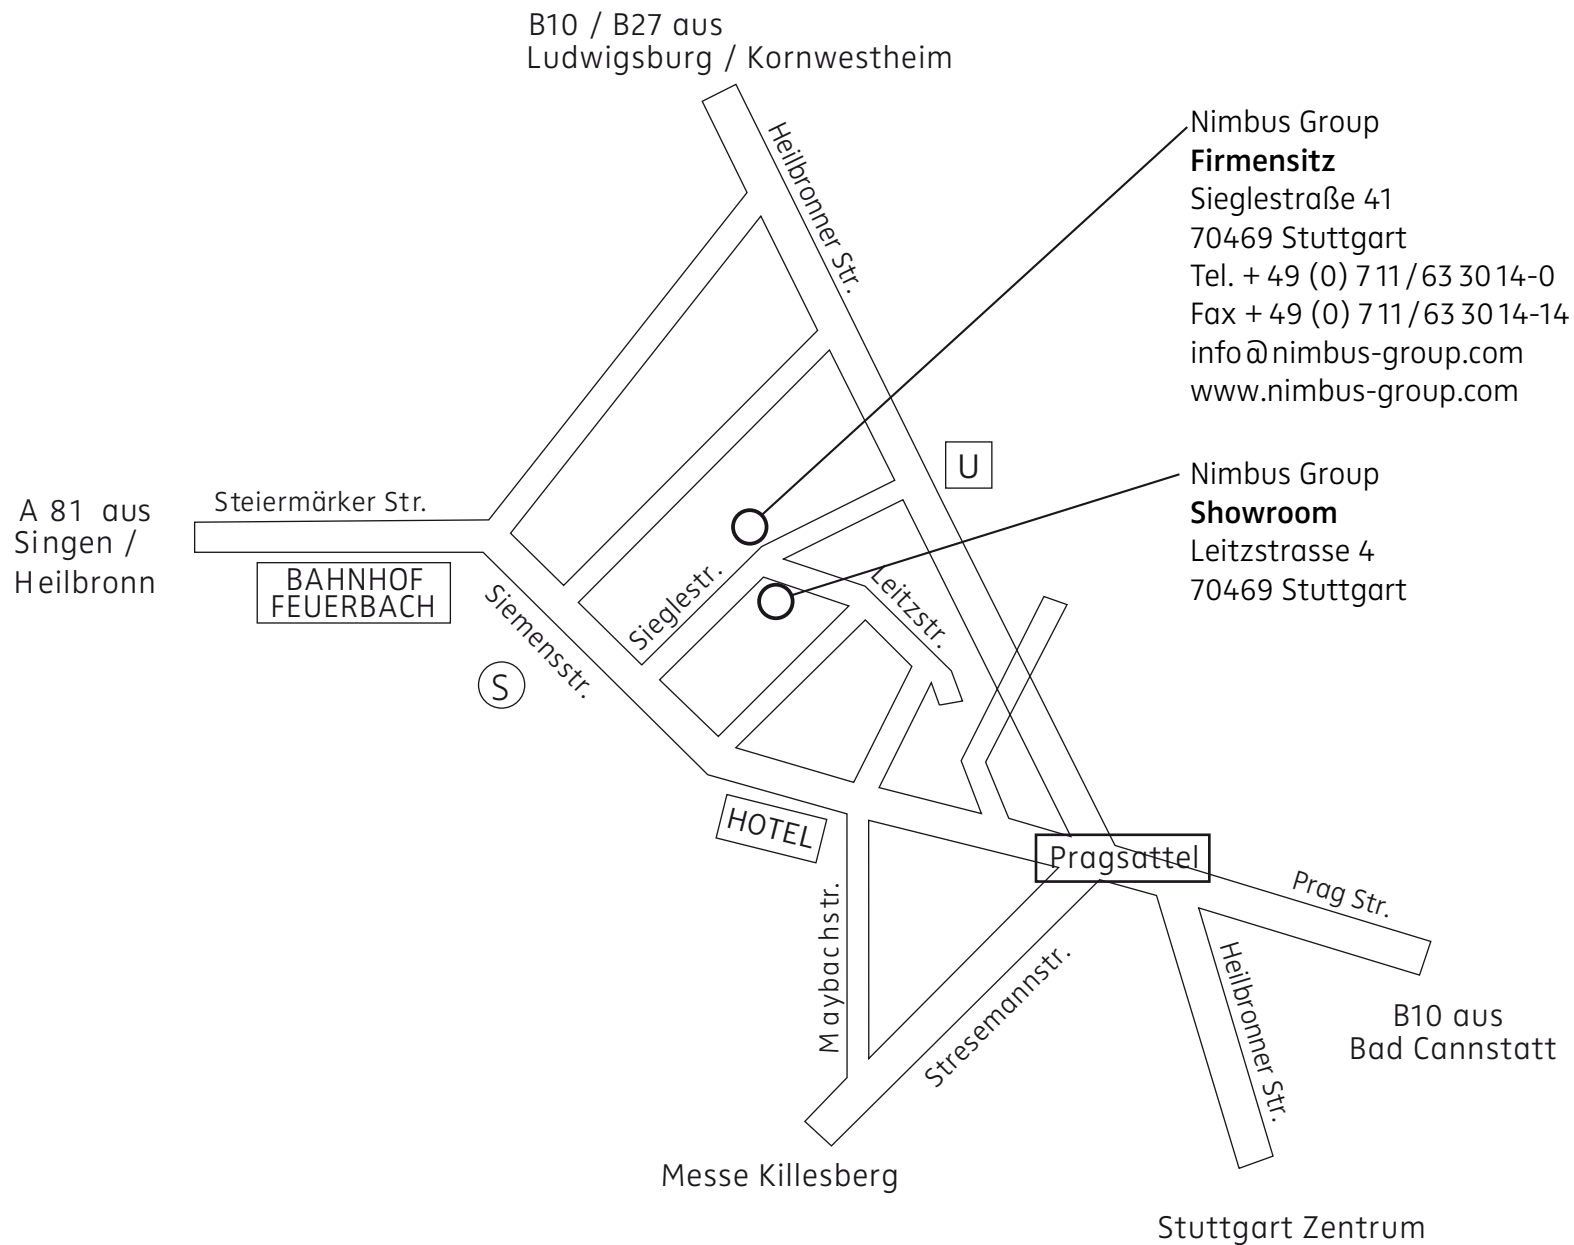 B10 / B27 aus
Ludwigsburg / Kornwestheim
Heilbronner Str.
Nimbus Group
Firmensitz
Sieglestraße 41
70469 Stuttgart
Tel. + 49 (0) 7 11 / 63 30 14-0
Fax + 49 (0) 7 11 / 63 30 14-14
info@nimbus-group.com
www.nimbus-group.com
U
Nimbus Group
Showroom
Leitzstrasse 4
70469 Stuttgart
A 81 aus
Singen /
Heilbronn
Steiermärker Str.
BAHNHOF
FEUERBACH
Siemensstr.
S
Sieglestr.
Leitzstr.
HOTEL
Pragsattel
Prag Str.
Maybachstr.
Stresemannstr.
Heilbronner Str.
B10 aus
Bad Cannstatt
Messe Killesberg
Stuttgart Zentrum